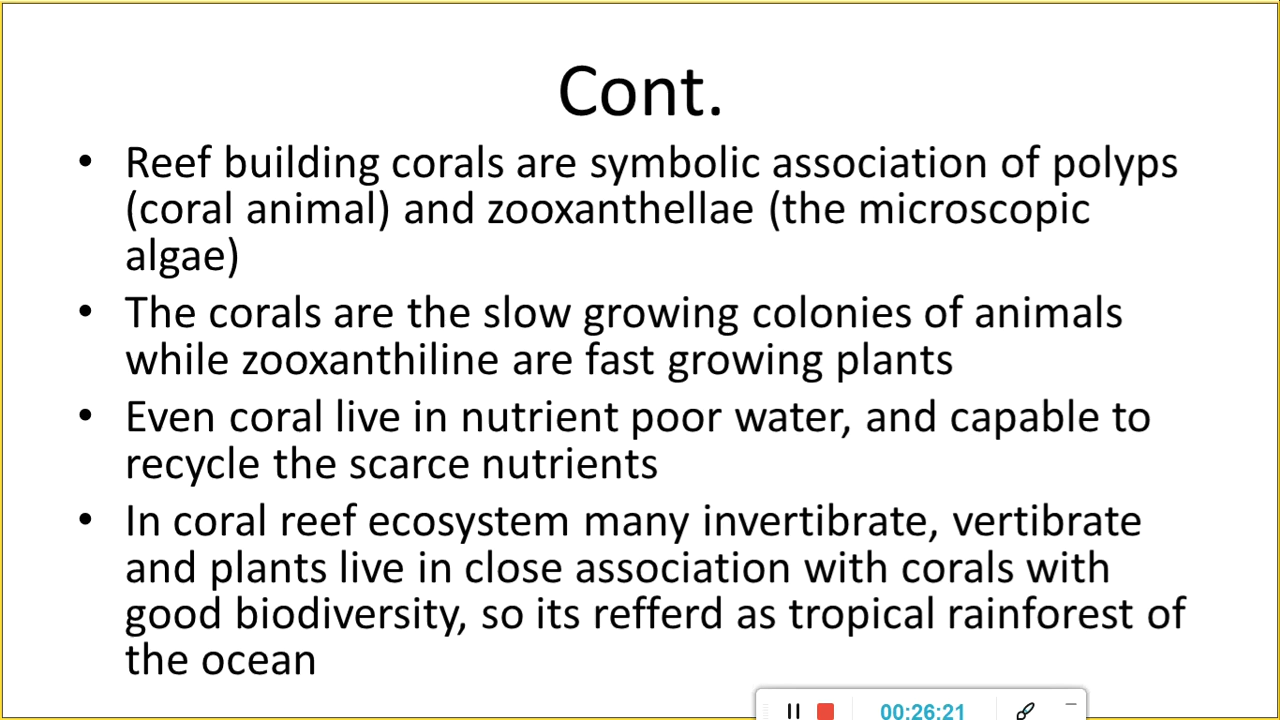 Cont.
• Reef building corals are symbolic association of polyps
(coral animal) and zooxanthellae (the microscopic
algae)
• The corals are the slow growing colonies of animals
while zooxanthiline are fast growing plants
• Even coral live in nutrient poor water, and capable to
recycle the scarce nutrients
• In coral reef ecosystem many invertibrate, vertibrate
and plants live in close association with corals with
good biodiversity, so its refferd as tropical rainforest of
the ocean
00:26:21